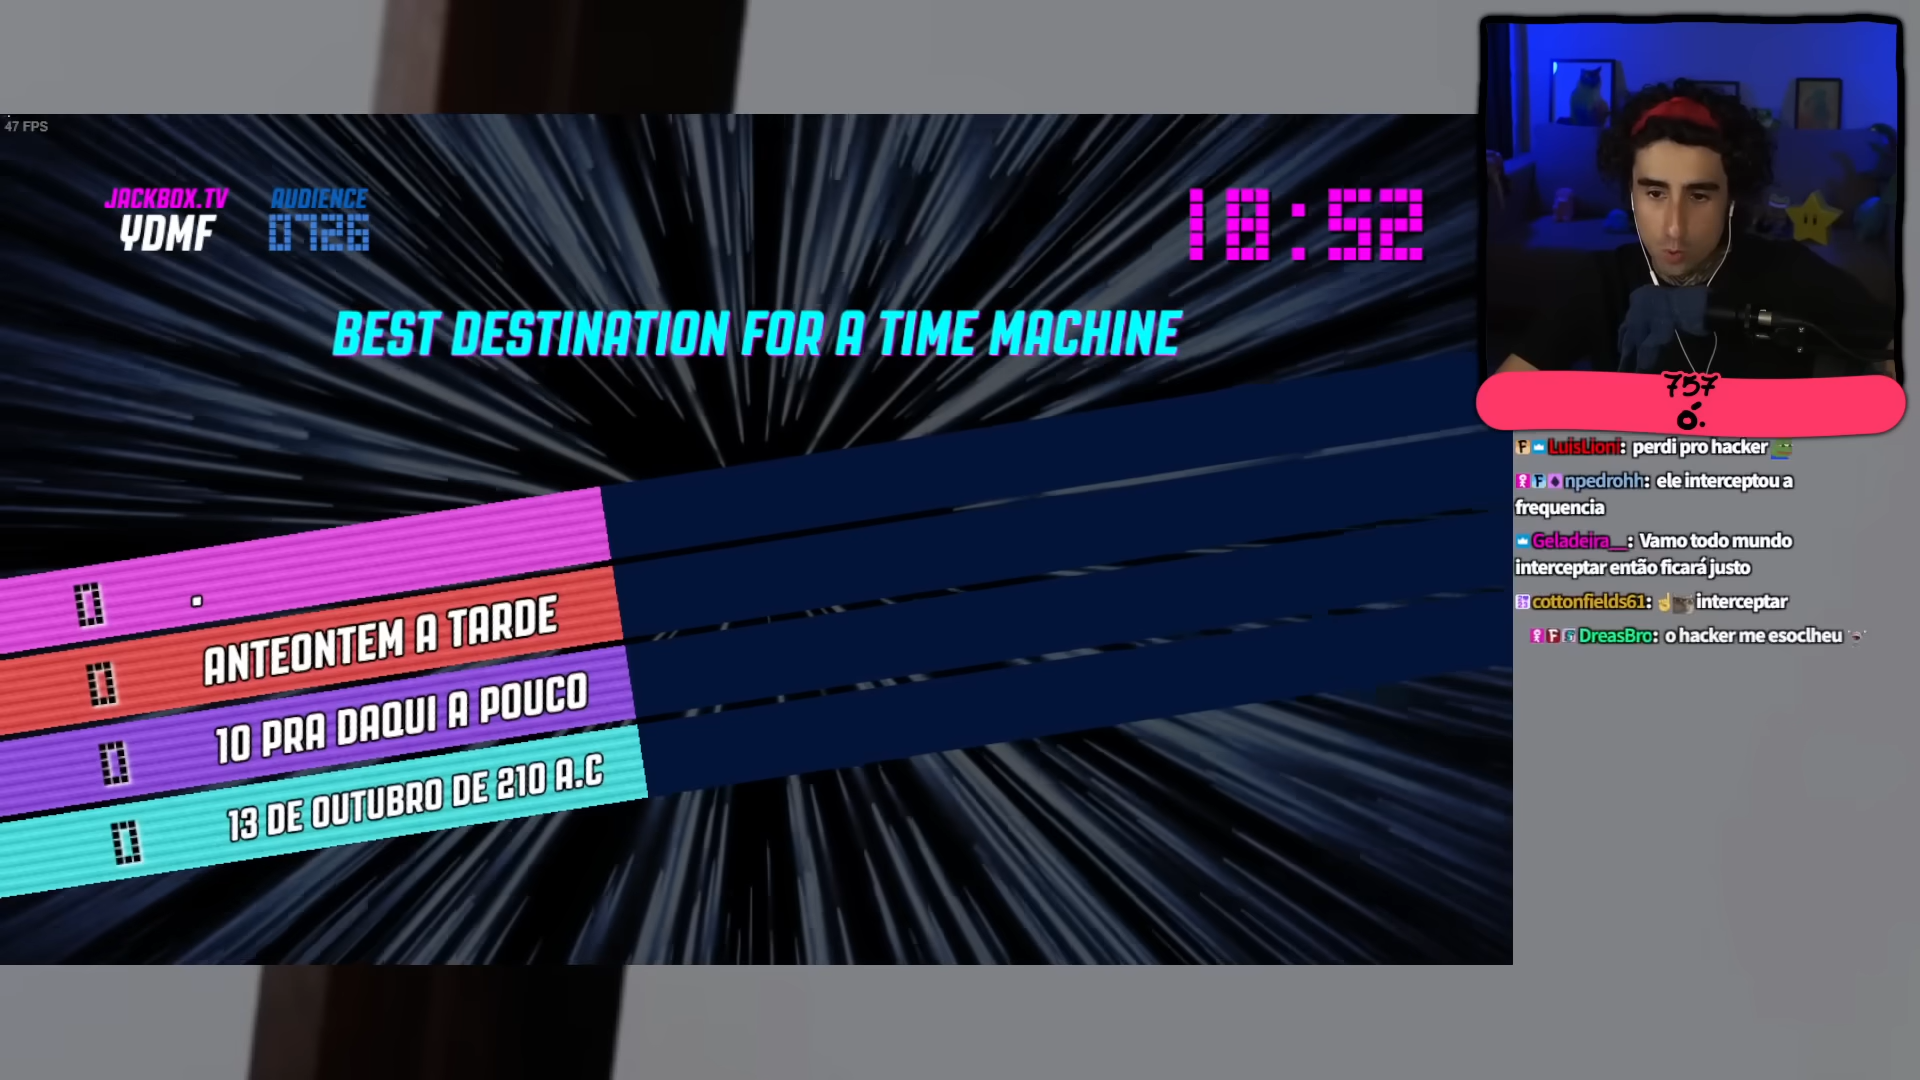 47 FPS
JACKBOX.TV
YDMF
AUDIENCE
0726
18:52
BEST DESTINATION FOR A TIME MACHINE
0 .
0 ANTEONTEM A TARDE
0 10 PRA DAQUI A POUCO
0 13 DE OUTUBRO DE 210 A.C
757
Ó.
LuisLioni: perdi pro hacker
npedrohh: ele interceptou a
frequencia
Geladeira__: Vamo todo mundo
interceptar então ficará justo
cottonfields61: interceptar
DreasBro: o hacker me esoclheu